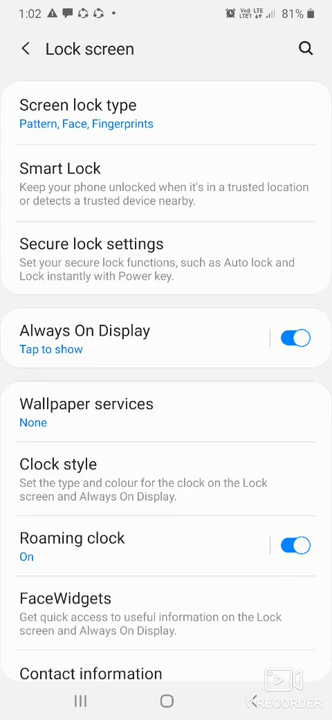 1:02
VoI) LTE
LTE1
81%
Lock screen
Screen lock type
Pattern, Face, Fingerprints
Smart Lock
Keep your phone unlocked when it's in a trusted location
or detects a trusted device nearby.
Secure lock settings
Set your secure lock functions, such as Auto lock and
Lock instantly with Power key.
Always On Display
Tap to show
Wallpaper services
None
Clock style
Set the type and colour for the clock on the Lock
screen and Always On Display.
Roaming clock
On
FaceWidgets
Get quick access to useful information on the Lock
screen and Always On Display.
Contact information
V RECORDER